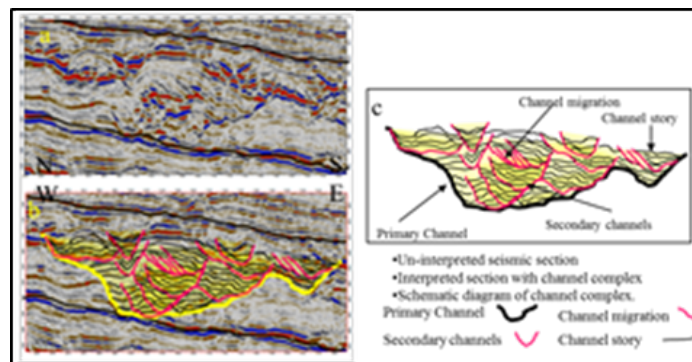 a
N S
W E
b
c
Channel migration
Channel story
Primary Channel
Secondary channels
•Un-interpreted seismic section
•Interpreted section with channel complex
•Schematic diagram of channel complex.
Primary Channel Channel migration
Secondary channels Channel story